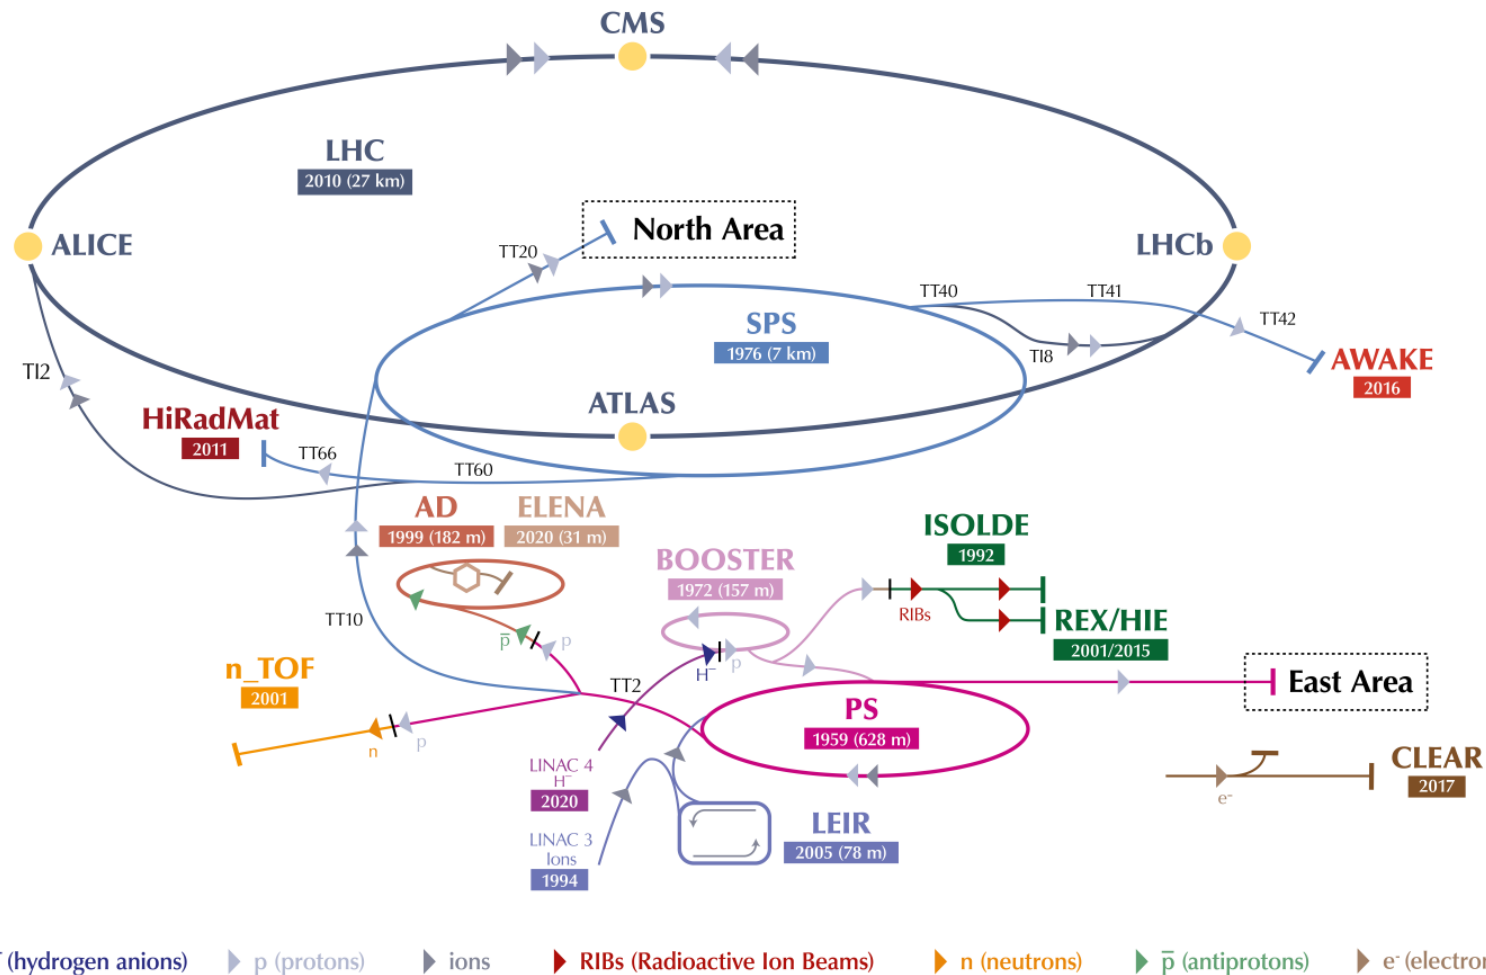 CMS
LHC
2010 (27 km)
North Area
TT20
ALICE
LHCb
TT40
TT41
TT42
SPS
1976 (7 km)
TI8
AWAKE
2016
TI2
ATLAS
HiRadMat
2011
TT66
TT60
AD
1999 (182 m)
ELENA
2020 (31 m)
ISOLDE
1992
BOOSTER
1972 (157 m)
RIBs
REX/HIE
2001/2015
TT10
p̅
p
H⁻
p
n_TOF
2001
TT2
East Area
PS
1959 (628 m)
n
p
LINAC 4
H⁻
2020
CLEAR
2017
e⁻
LEIR
2005 (78 m)
LINAC 3
Ions
1994
(hydrogen anions)
p (protons)
ions
RIBs (Radioactive Ion Beams)
n (neutrons)
p̅ (antiprotons)
e⁻ (electron